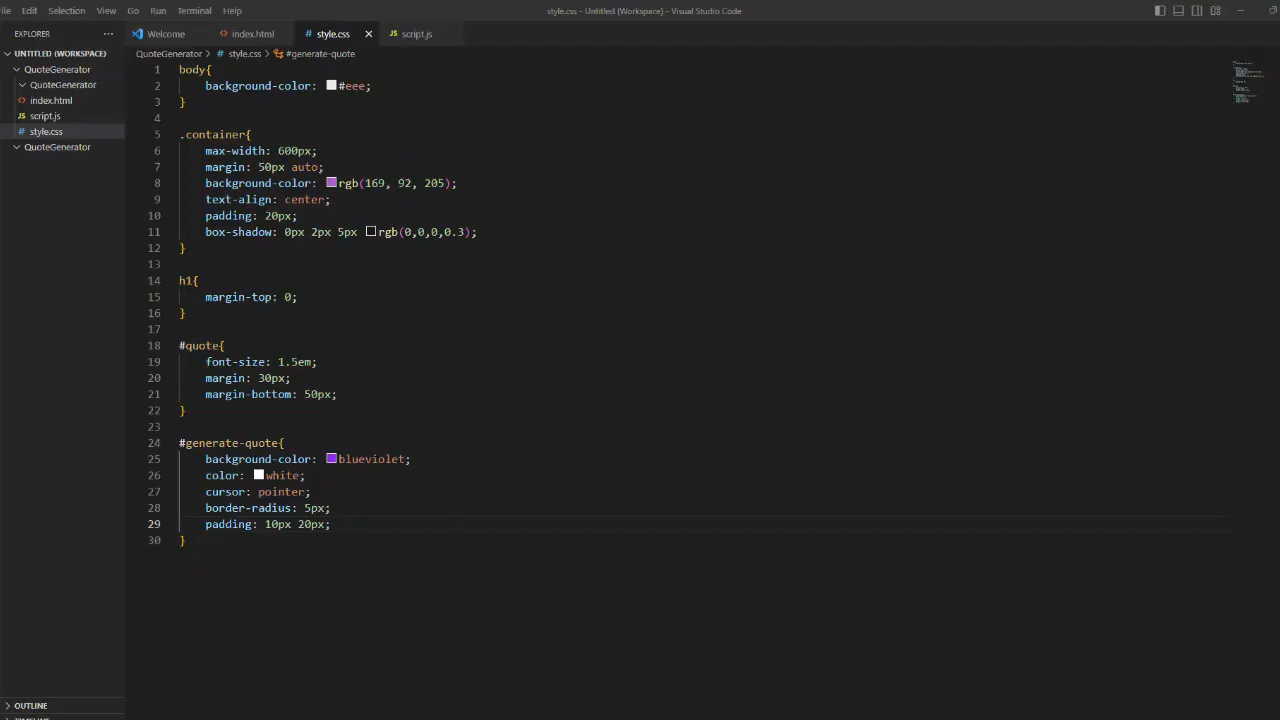 ile Edit Selection View Go Run Terminal Help
style.css - Untitled (Workspace) - Visual Studio Code
EXPLORER
UNTITLED (WORKSPACE)
QuoteGenerator
QuoteGenerator
index.html
script.js
style.css
QuoteGenerator
OUTLINE
TIMELINE
Welcome index.html style.css script.js
QuoteGenerator > # style.css > #generate-quote
1 body{
2 background-color: #eee;
3 }
4
5 .container{
6 max-width: 600px;
7 margin: 50px auto;
8 background-color: rgb(169, 92, 205);
9 text-align: center;
10 padding: 20px;
11 box-shadow: 0px 2px 5px rgb(0,0,0,0.3);
12 }
13
14 h1{
15 margin-top: 0;
16 }
17
18 #quote{
19 font-size: 1.5em;
20 margin: 30px;
21 margin-bottom: 50px;
22 }
23
24 #generate-quote{
25 background-color: blueviolet;
26 color: white;
27 cursor: pointer;
28 border-radius: 5px;
29 padding: 10px 20px;
30 }